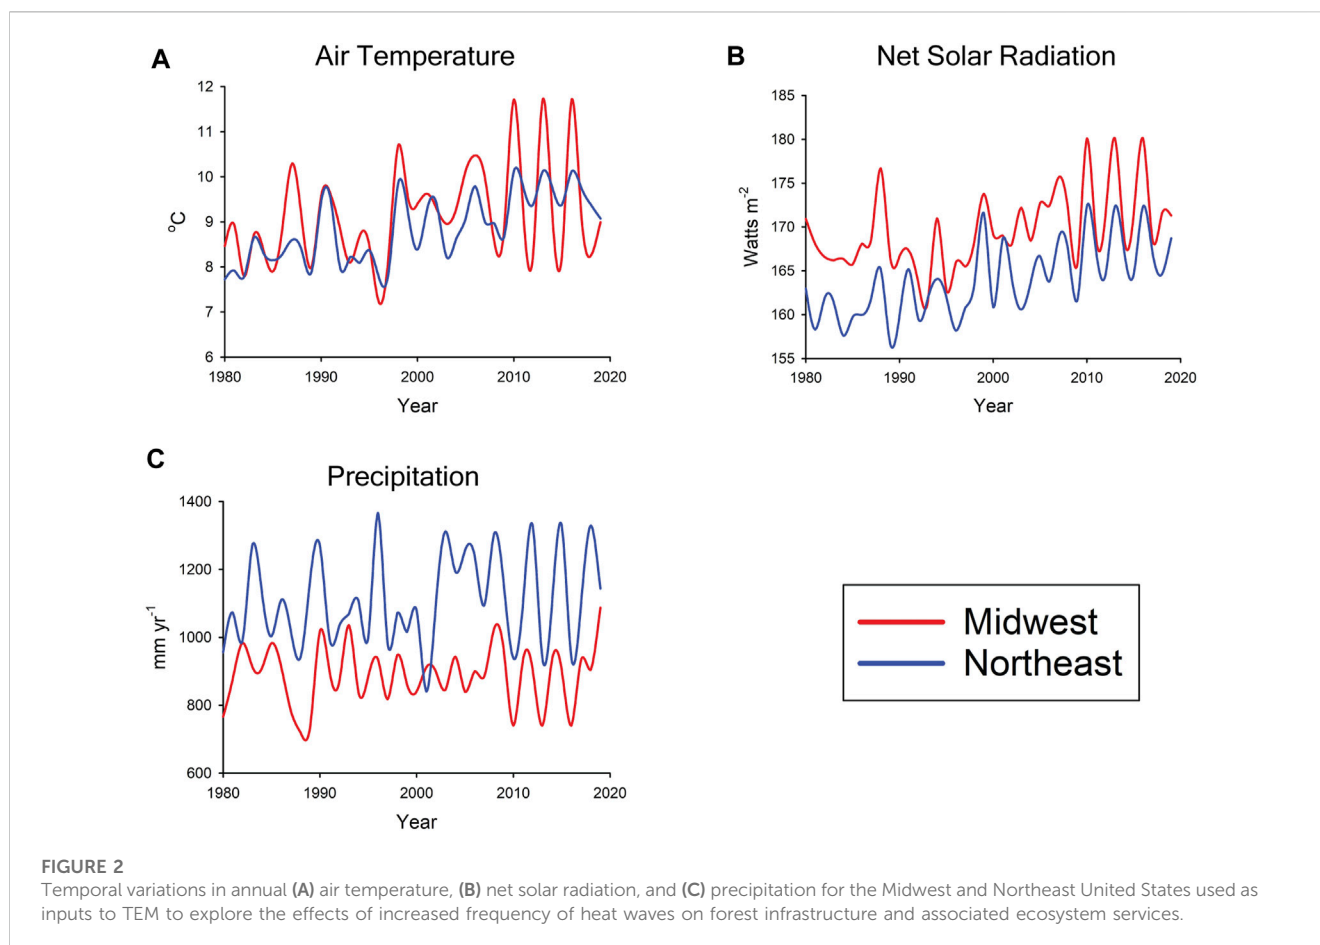 A
Air Temperature
12
11
10
9
8
7
6
ºC
1980
1990
2000
2010
2020
Year
B
Net Solar Radiation
185
180
175
170
165
160
155
Watts m⁻²
1980
1990
2000
2010
2020
Year
C
Precipitation
1400
1200
1000
800
600
mm yr⁻¹
1980
1990
2000
2010
2020
Year
Midwest
Northeast
FIGURE 2
Temporal variations in annual (A) air temperature, (B) net solar radiation, and (C) precipitation for the Midwest and Northeast United States used as
inputs to TEM to explore the effects of increased frequency of heat waves on forest infrastructure and associated ecosystem services.